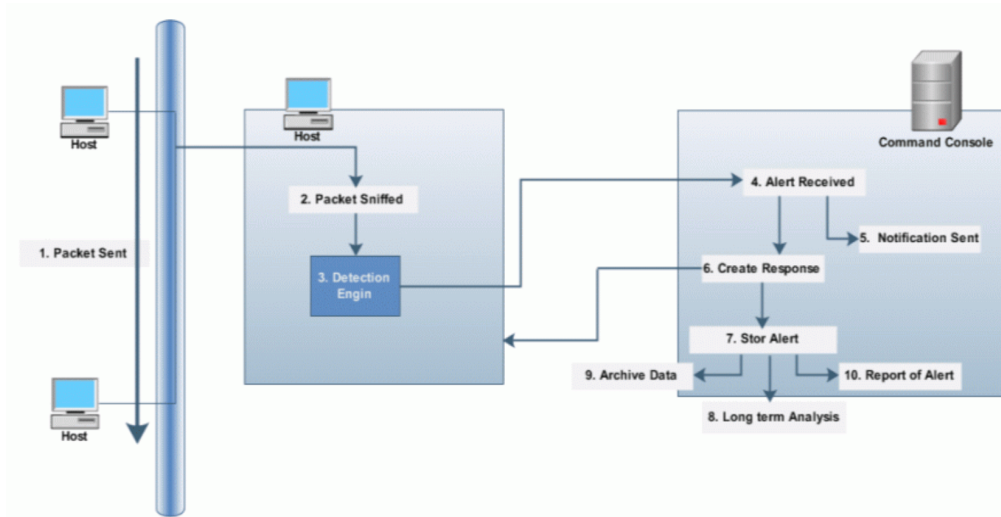 Host
Host
Command Console
4. Alert Received
2. Packet Sniffed
5. Notification Sent
1. Packet Sent
6. Create Response
3. Detection
Engin
7. Stor Alert
9. Archive Data
10. Report of Alert
8. Long term Analysis
Host